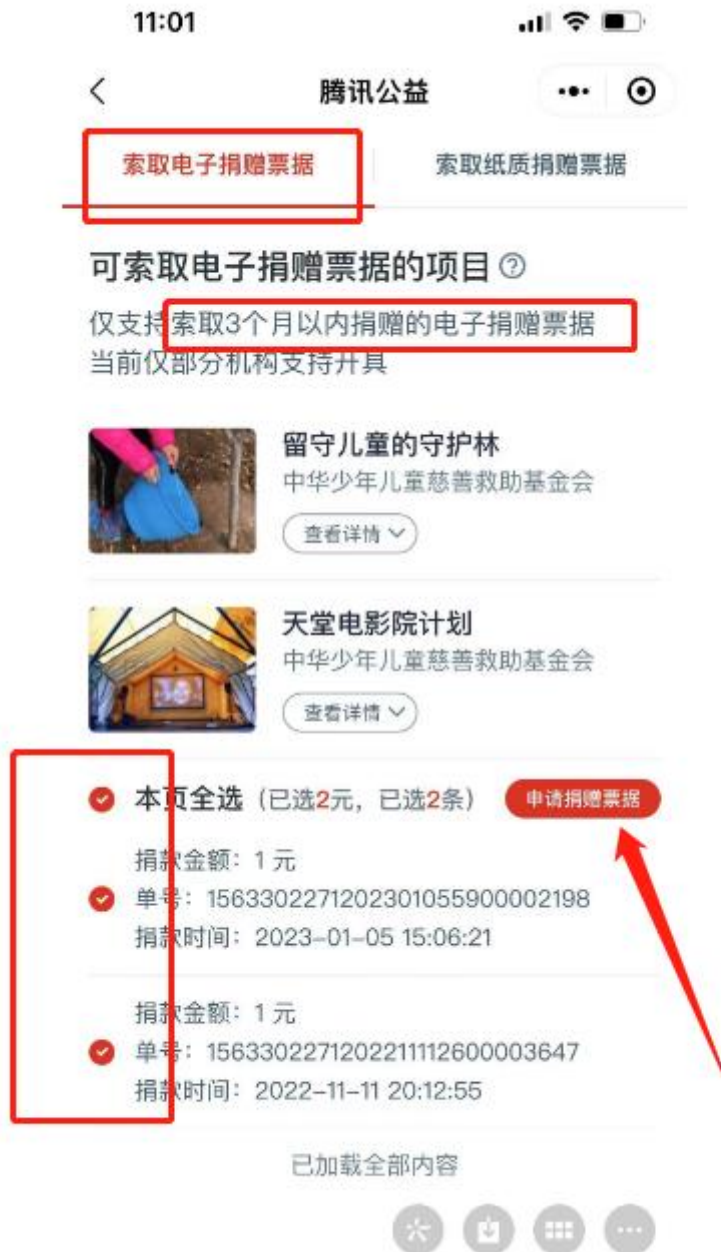 11:01
腾讯公益
索取电子捐赠票据
索取纸质捐赠票据
可索取电子捐赠票据的项目
仅支持索取3个月以内捐赠的电子捐赠票据
当前仅部分机构支持开具
留守儿童的守护林
中华少年儿童慈善救助基金会
查看详情
天堂电影院计划
中华少年儿童慈善救助基金会
查看详情
本页全选（已选2元，已选2条）
申请捐赠票据
捐款金额：1元
单号：1563302271202301055900002198
捐款时间：2023-01-05 15:06:21
捐款金额：1元
单号：1563302271202211112600003647
捐款时间：2022-11-11 20:12:55
已加载全部内容